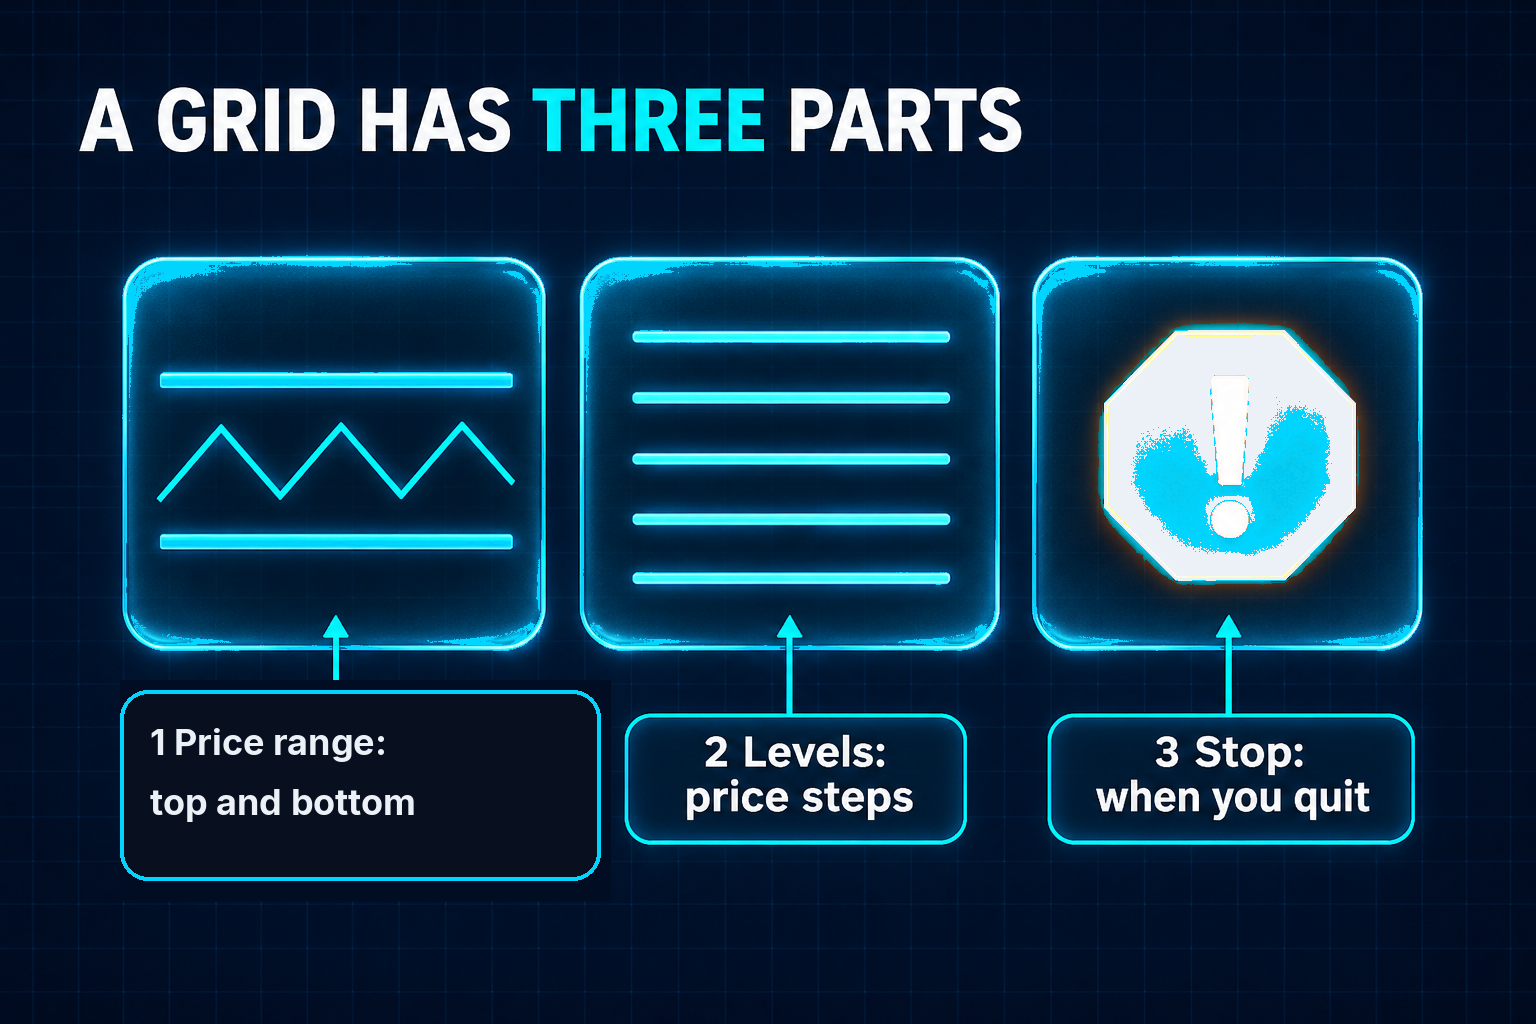 A GRID HAS THREE PARTS
1 Price range:
top and bottom
2 Levels:
price steps
3 Stop:
when you quit